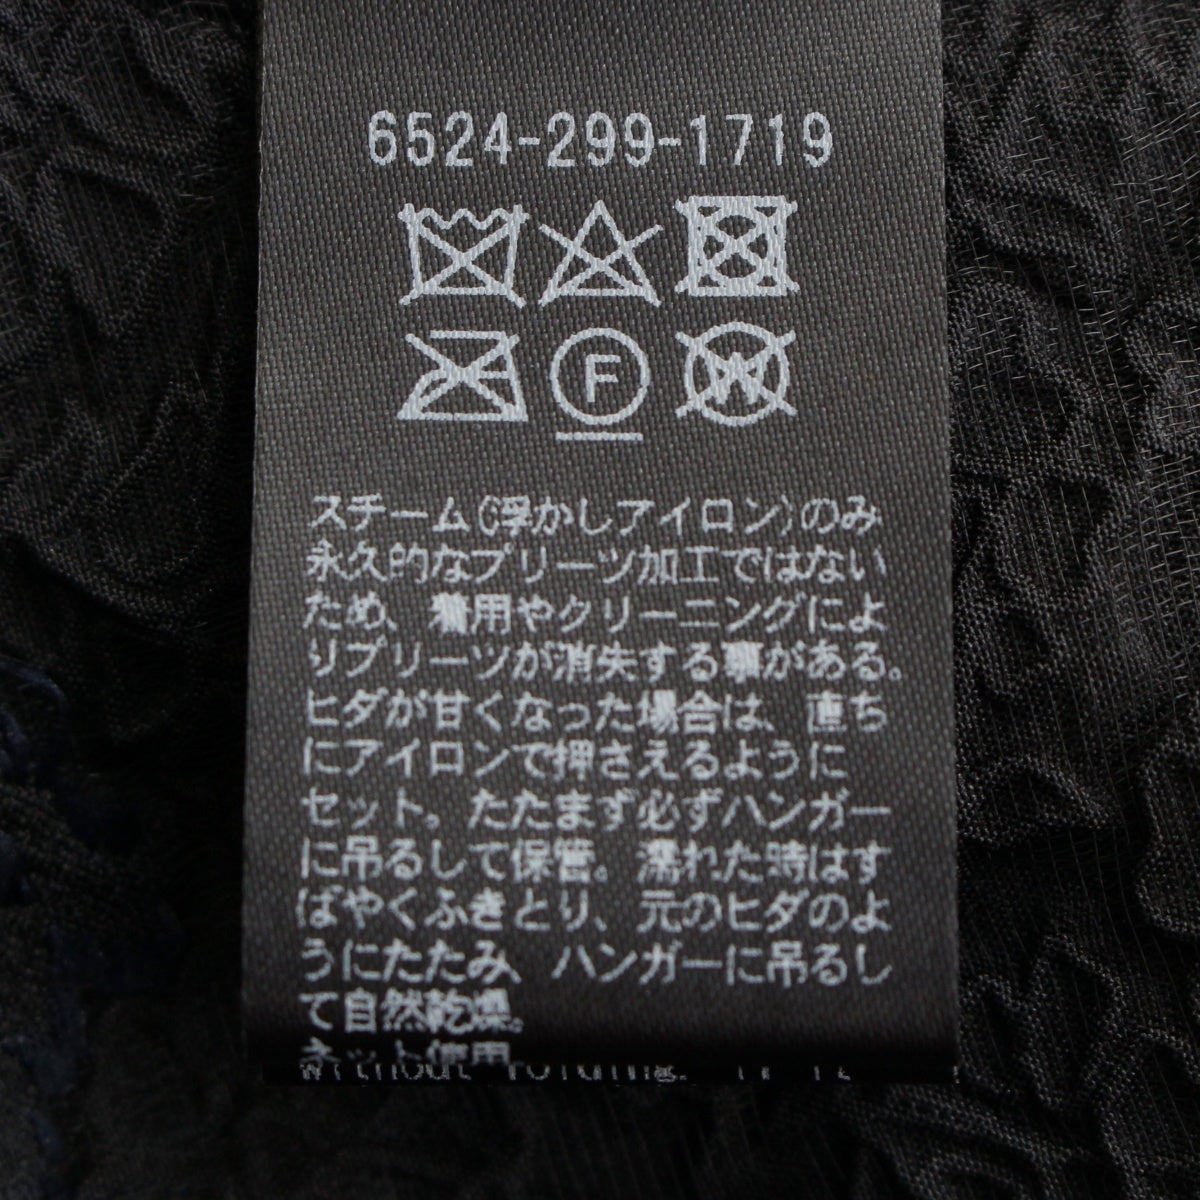 6524-299-1719
F
W
スチーム(浮かしアイロン)のみ
永久的なプリーツ加工ではない
ため、着用やクリーニングによ
りプリーツが消失する事がある。
ヒダが甘くなった場合は、直ち
にアイロンで押さえるように
セット。たたまず必ずハンガー
に吊るして保管。濡れた時はす
ばやくふきとり、元のヒダのよ
うにたたみ、ハンガーに吊るし
て自然乾燥。
ネット使用
without folding.